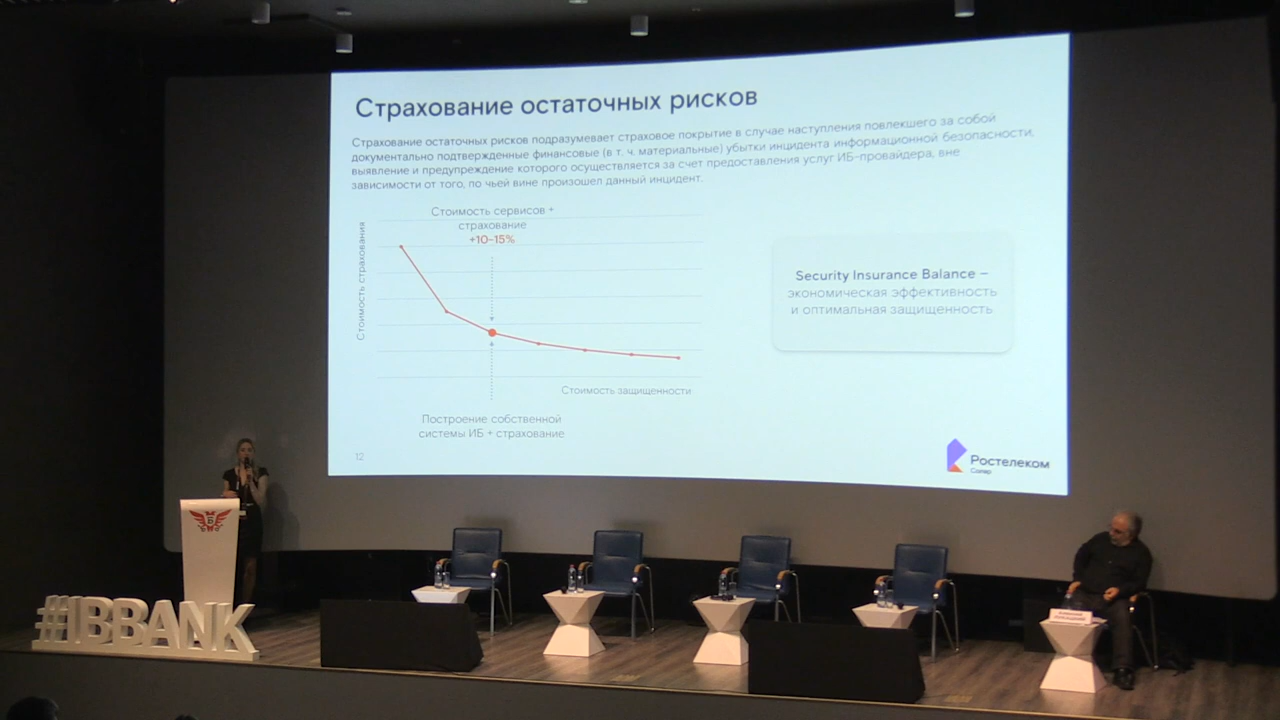 Страхование остаточных рисков
Страхование остаточных рисков подразумевает страховое покрытие в случае наступления повлекшего за собой
документально подтвержденные финансовые (в т. ч. материальные) убытки инцидента информационной безопасности,
выявление и предупреждение которого осуществляется за счет предоставления услуг ИБ-провайдера, вне
зависимости от того, по чьей вине произошел данный инцидент.
Стоимость сервисов +
страхование
+10-15%
Стоимость страхования
Security Insurance Balance –
экономическая эффективность
и оптимальная защищенность
Стоимость защищенности
Построение собственной
системы ИБ + страхование
12
Ростелеком
Солар
#IBBANK